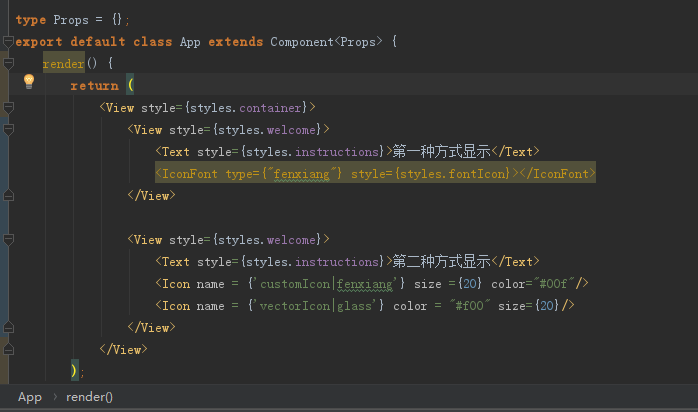 type Props = {};
export default class App extends Component<Props> {
render() {
return (
<View style={styles.container}>
<View style={styles.welcome}>
<Text style={styles.instructions}>第一种方式显示</Text>
<IconFont type={"fenxiang"} style={styles.fontIcon}></IconFont>
</View>
<View style={styles.welcome}>
<Text style={styles.instructions}>第二种方式显示</Text>
<Icon name = {'customIcon|fenxiang'} size ={20} color="#00f"/>
<Icon name = {'vectorIcon|glass'} color = "#f00" size={20}/>
</View>
</View>
);
App > render()